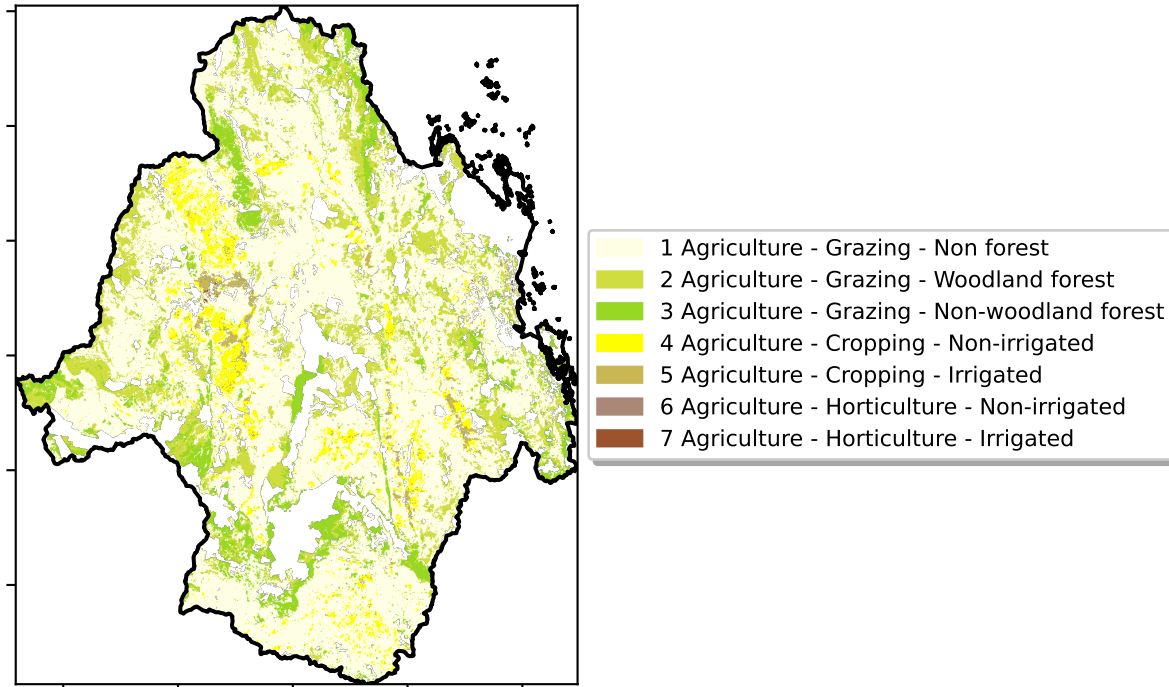 1 Agriculture - Grazing - Non forest
2 Agriculture - Grazing - Woodland forest
3 Agriculture - Grazing - Non-woodland forest
4 Agriculture - Cropping - Non-irrigated
5 Agriculture - Cropping - Irrigated
6 Agriculture - Horticulture - Non-irrigated
7 Agriculture - Horticulture - Irrigated